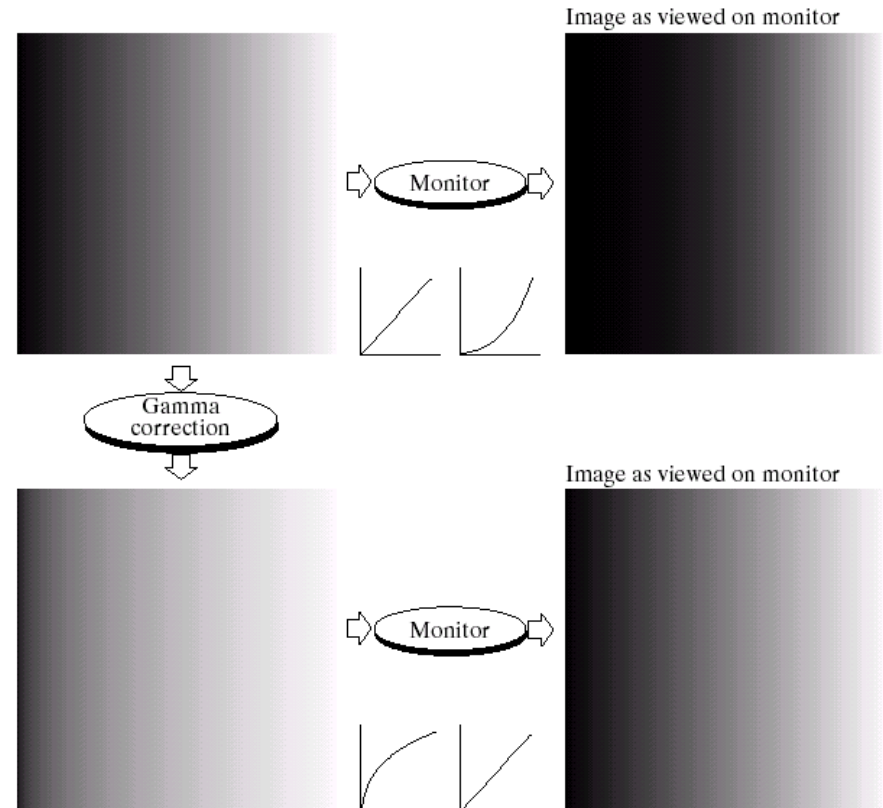 Image as viewed on monitor
Monitor
Gamma
correction
Image as viewed on monitor
Monitor